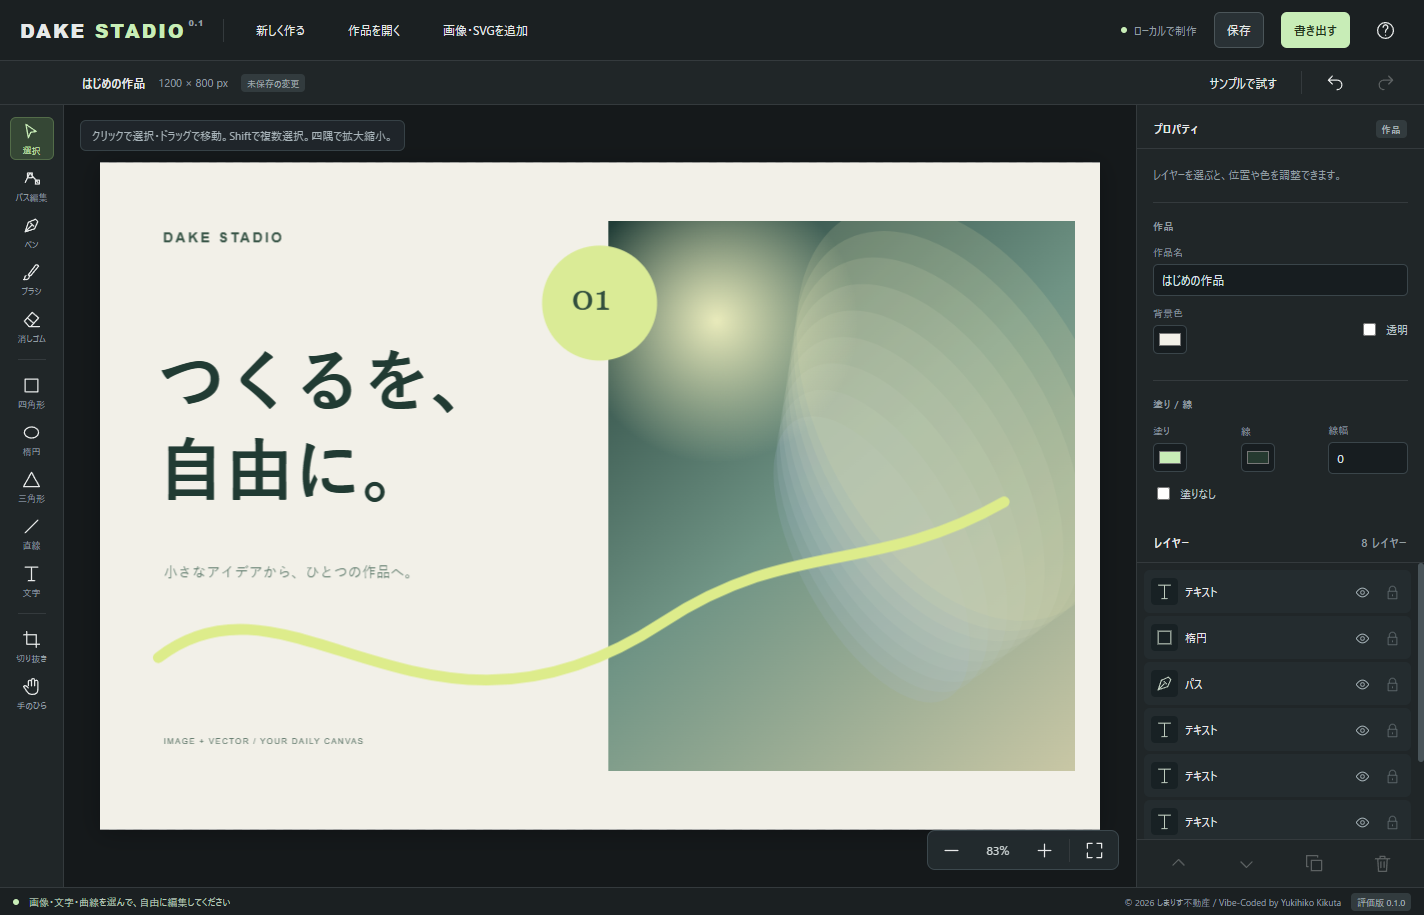 DAKE STADIO 0.1
新しく作る
作品を開く
画像・SVGを追加
ローカルで制作
保存
書き出す
はじめの作品
1200 × 800 px
未保存の変更
サンプルで試す
選択
パス編集
ペン
ブラシ
消しゴム
四角形
楕円
三角形
直線
文字
切り抜き
手のひら
クリックで選択・ドラッグで移動。Shiftで複数選択。四隅で拡大縮小。
DAKE STADIO
01
つくるを、
自由に。
小さなアイデアから、ひとつの作品へ。
IMAGE + VECTOR / YOUR DAILY CANVAS
83%
プロパティ
作品
レイヤーを選ぶと、位置や色を調整できます。
作品
作品名
はじめの作品
背景色
透明
塗り / 線
塗り
線
線幅
0
塗りなし
レイヤー
8 レイヤー
テキスト
楕円
パス
テキスト
テキスト
テキスト
画像・文字・曲線を選んで、自由に編集してください
© 2026 しまりす不動産 / Vibe-Coded by Yukihiko Kikuta
評価版 0.1.0